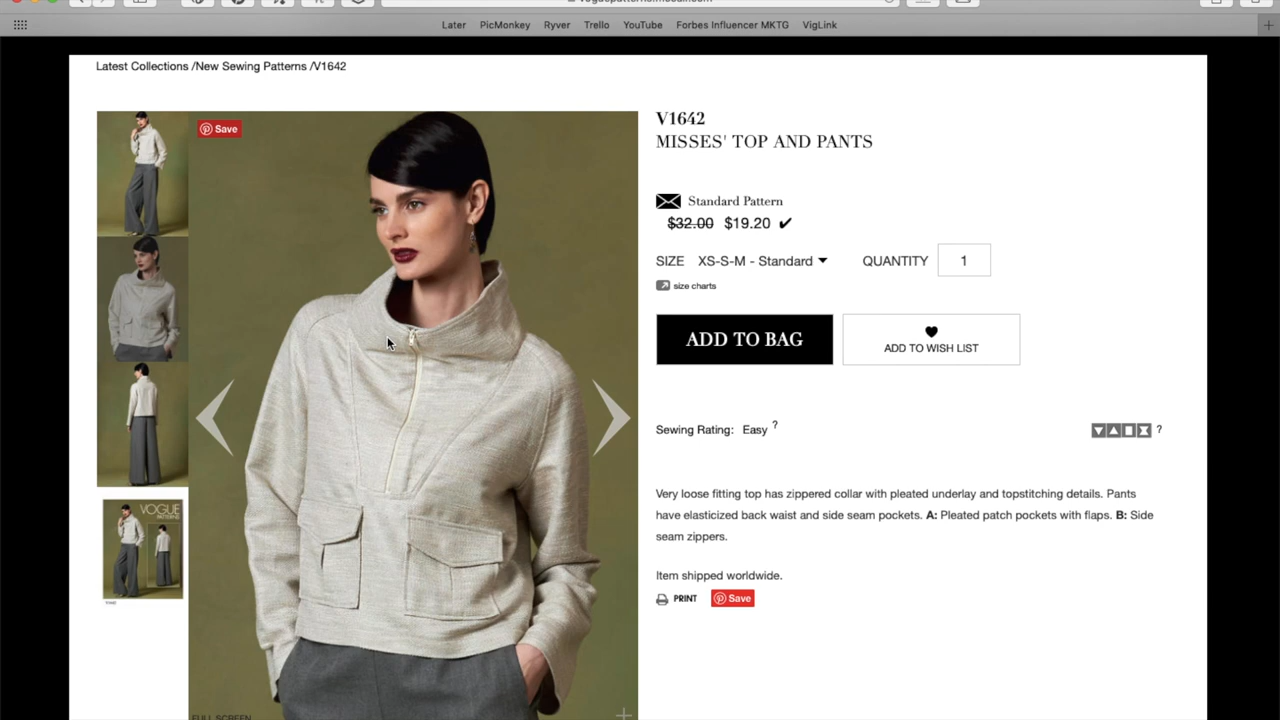 Later PicMonkey Ryver Trello YouTube Forbes Influencer MKTG VigLink
Latest Collections /New Sewing Patterns /V1642
Save
V1642
MISSES' TOP AND PANTS
Standard Pattern
$32.00 $19.20 ✔
SIZE XS-S-M - Standard QUANTITY 1
size charts
ADD TO BAG
ADD TO WISH LIST
Sewing Rating: Easy ?
?
Very loose fitting top has zippered collar with pleated underlay and topstitching details. Pants
have elasticized back waist and side seam pockets. A: Pleated patch pockets with flaps. B: Side
seam zippers.
Item shipped worldwide.
PRINT Save
VOGUE
PATTERNS
FULL SCREEN